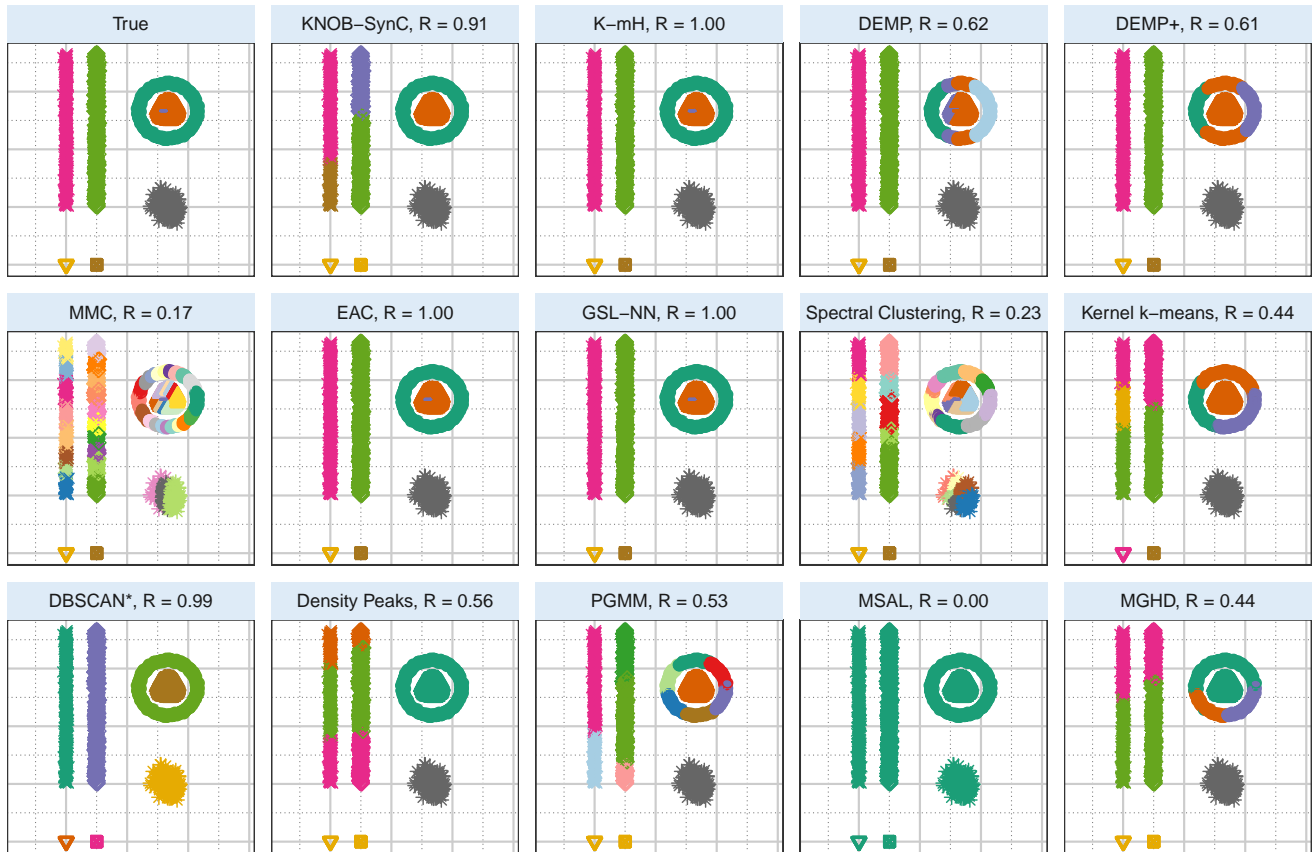 True
KNOB−SynC, R = 0.91
K−mH, R = 1.00
DEMP, R = 0.62
DEMP+, R = 0.61
MMC, R = 0.17
EAC, R = 1.00
GSL−NN, R = 1.00
Spectral Clustering, R = 0.23
Kernel k−means, R = 0.44
DBSCAN*, R = 0.99
Density Peaks, R = 0.56
PGMM, R = 0.53
MSAL, R = 0.00
MGHD, R = 0.44